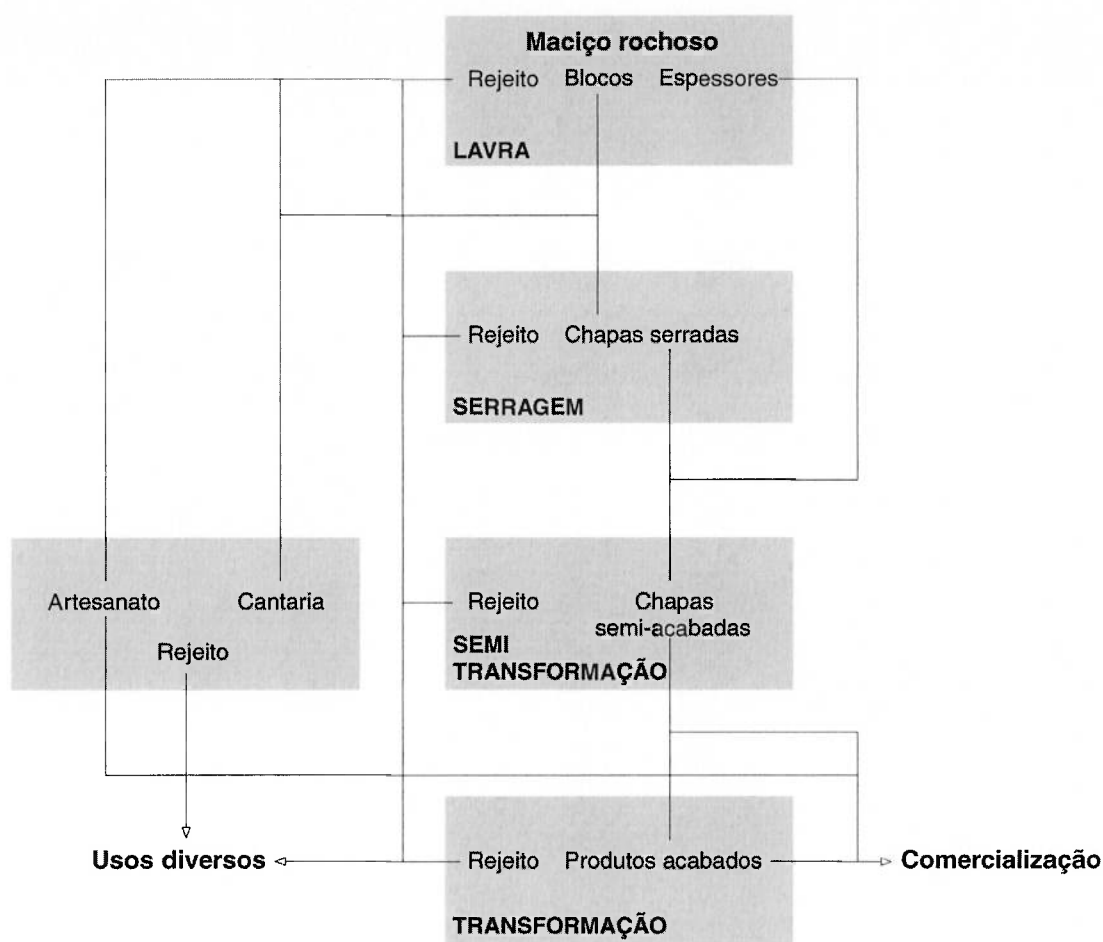 Maciço rochoso
Rejeito Blocos Espessores
LAVRA
Rejeito Chapas serradas
SERRAGEM
Artesanato Cantaria
Rejeito
Rejeito Chapas
semi-acabadas
SEMI
TRANSFORMAÇÃO
Usos diversos
Rejeito Produtos acabados
Comercialização
TRANSFORMAÇÃO